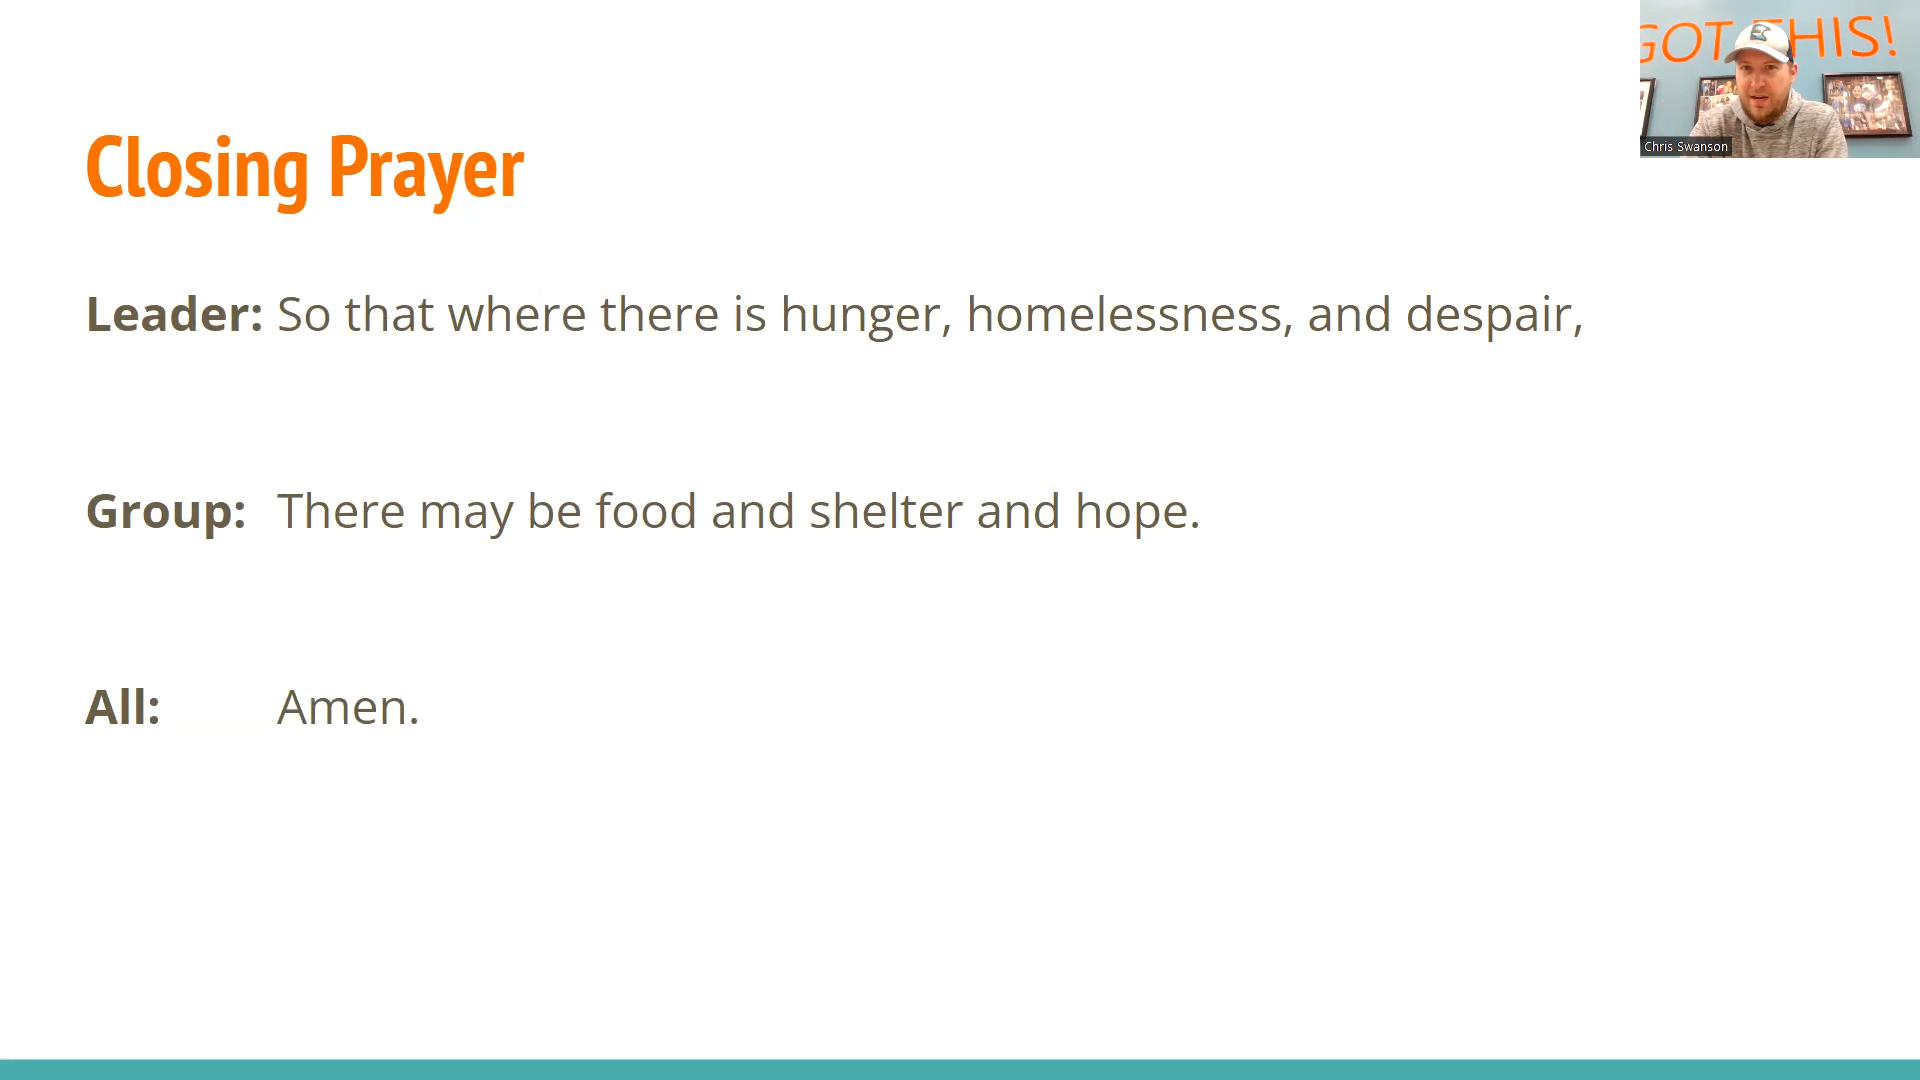 GOT THIS!
Chris Swanson
Closing Prayer
Leader: So that where there is hunger, homelessness, and despair,
Group: There may be food and shelter and hope.
All: Amen.